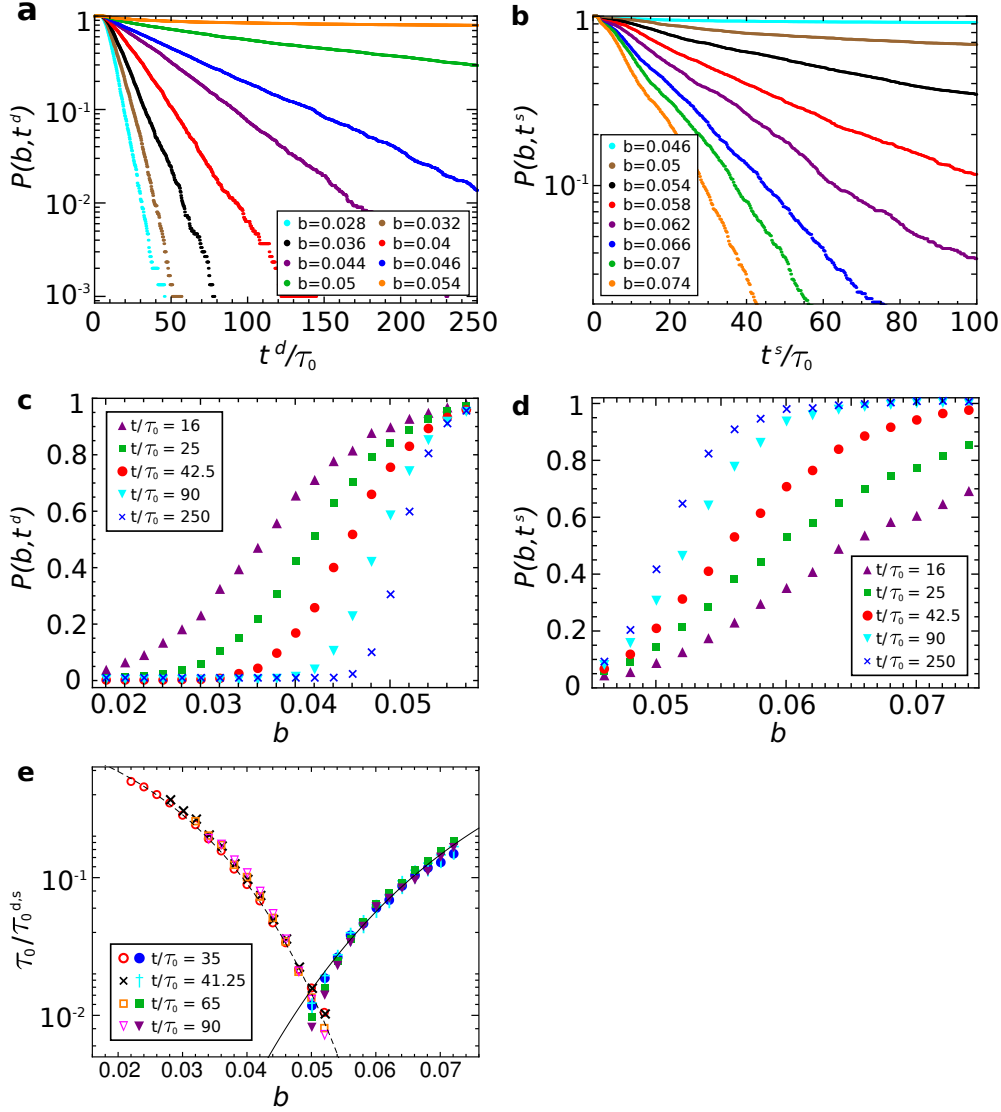 a
P(b,t^d)
1
10^-1
10^-2
10^-3
0 50 100 150 200 250
t^d/τ₀
b=0.028 b=0.032
b=0.036 b=0.04
b=0.044 b=0.046
b=0.05 b=0.054
b
P(b,t^s)
1
10^-1
0 20 40 60 80 100
t^s/τ₀
b=0.046
b=0.05
b=0.054
b=0.058
b=0.062
b=0.066
b=0.07
b=0.074
c
P(b,t^d)
1
0.8
0.6
0.4
0.2
0
0.02 0.03 0.04 0.05
b
t/τ₀ = 16
t/τ₀ = 25
t/τ₀ = 42.5
t/τ₀ = 90
t/τ₀ = 250
d
P(b,t^s)
1
0.8
0.6
0.4
0.2
0
0.05 0.06 0.07
b
t/τ₀ = 16
t/τ₀ = 25
t/τ₀ = 42.5
t/τ₀ = 90
t/τ₀ = 250
e
τ₀/τ₀^d,s
10^-1
10^-2
0.02 0.03 0.04 0.05 0.06 0.07
b
t/τ₀ = 35
t/τ₀ = 41.25
t/τ₀ = 65
t/τ₀ = 90